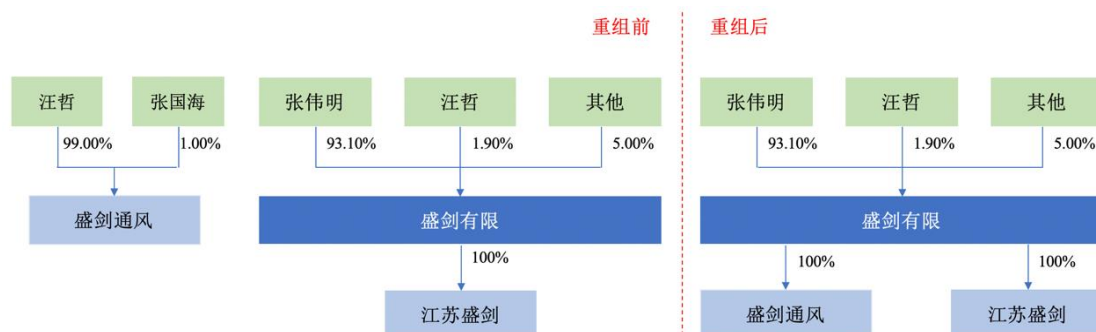 重组前
重组后
汪哲
张国海
张伟明
汪哲
其他
张伟明
汪哲
其他
99.00%
1.00%
93.10%
1.90%
5.00%
93.10%
1.90%
5.00%
盛剑通风
盛剑有限
盛剑有限
100%
100%
100%
江苏盛剑
盛剑通风
江苏盛剑